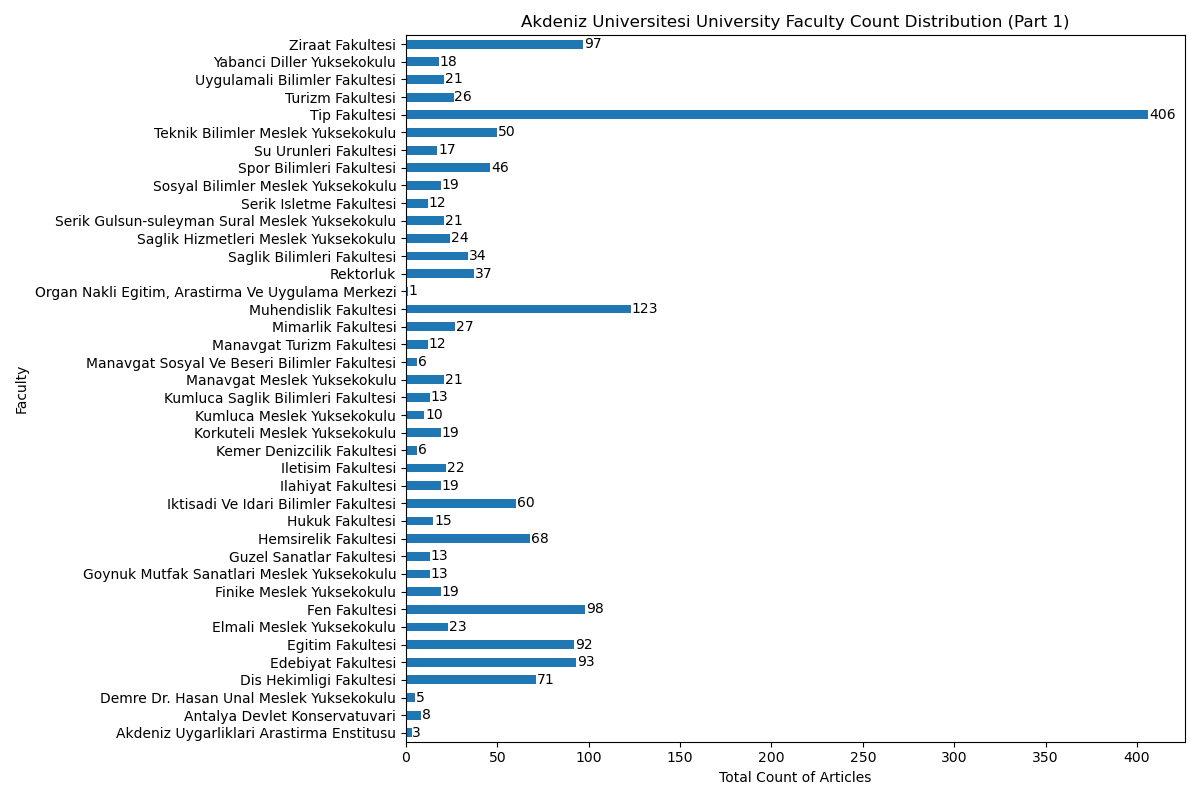 Akdeniz Universitesi University Faculty Count Distribution (Part 1)
Ziraat Fakultesi 97
Yabanci Diller Yuksekokulu 18
Uygulamali Bilimler Fakultesi 21
Turizm Fakultesi 26
Tip Fakultesi 406
Teknik Bilimler Meslek Yuksekokulu 50
Su Urunleri Fakultesi 17
Spor Bilimleri Fakultesi 46
Sosyal Bilimler Meslek Yuksekokulu 19
Serik Isletme Fakultesi 12
Serik Gulsun-suleyman Sural Meslek Yuksekokulu 21
Saglik Hizmetleri Meslek Yuksekokulu 24
Saglik Bilimleri Fakultesi 34
Rektorluk 37
Organ Nakli Egitim, Arastirma Ve Uygulama Merkezi 1
Muhendislik Fakultesi 123
Mimarlik Fakultesi 27
Manavgat Turizm Fakultesi 12
Manavgat Sosyal Ve Beseri Bilimler Fakultesi 6
Manavgat Meslek Yuksekokulu 21
Kumluca Saglik Bilimleri Fakultesi 13
Kumluca Meslek Yuksekokulu 10
Korkuteli Meslek Yuksekokulu 19
Kemer Denizcilik Fakultesi 6
Iletisim Fakultesi 22
Ilahiyat Fakultesi 19
Iktisadi Ve Idari Bilimler Fakultesi 60
Hukuk Fakultesi 15
Hemsirelik Fakultesi 68
Guzel Sanatlar Fakultesi 13
Goynuk Mutfak Sanatlari Meslek Yuksekokulu 13
Finike Meslek Yuksekokulu 19
Fen Fakultesi 98
Elmali Meslek Yuksekokulu 23
Egitim Fakultesi 92
Edebiyat Fakultesi 93
Dis Hekimligi Fakultesi 71
Demre Dr. Hasan Unal Meslek Yuksekokulu 5
Antalya Devlet Konservatuvari 8
Akdeniz Uygarliklari Arastirma Enstitusu 3
Faculty
0 50 100 150 200 250 300 350 400
Total Count of Articles